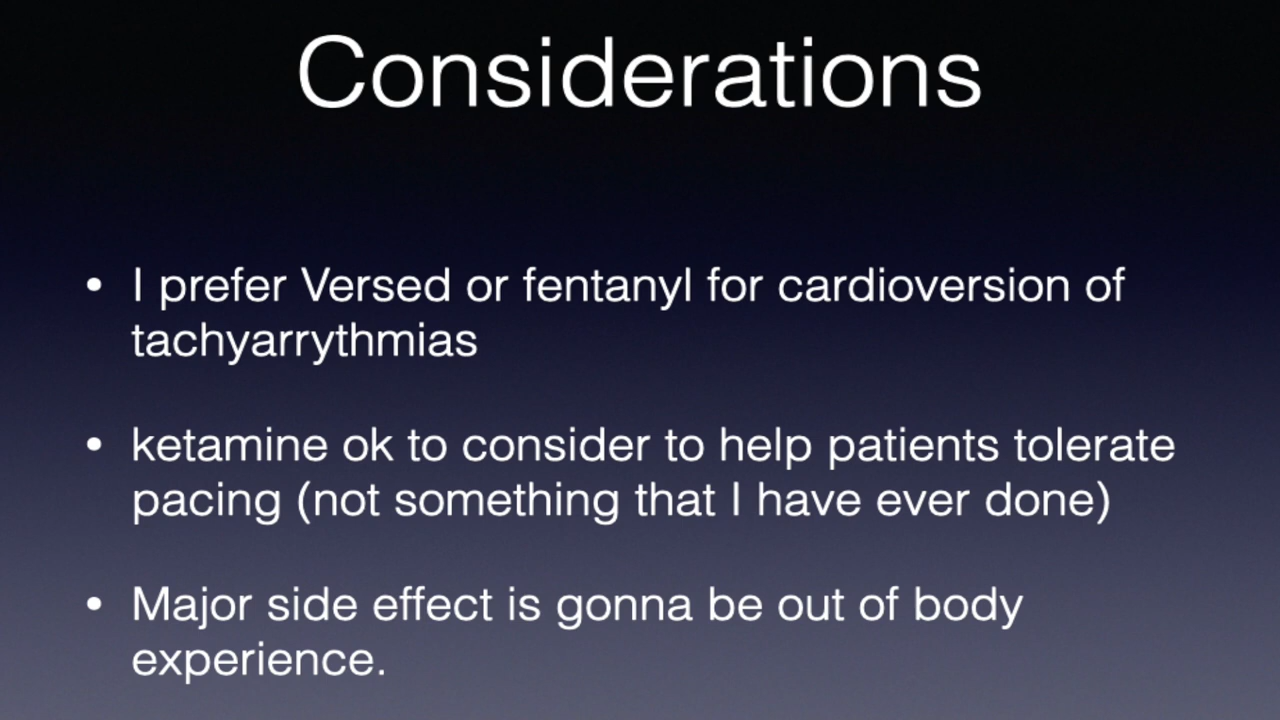 Considerations
• I prefer Versed or fentanyl for cardioversion of
tachyarrythmias
• ketamine ok to consider to help patients tolerate
pacing (not something that I have ever done)
• Major side effect is gonna be out of body
experience.